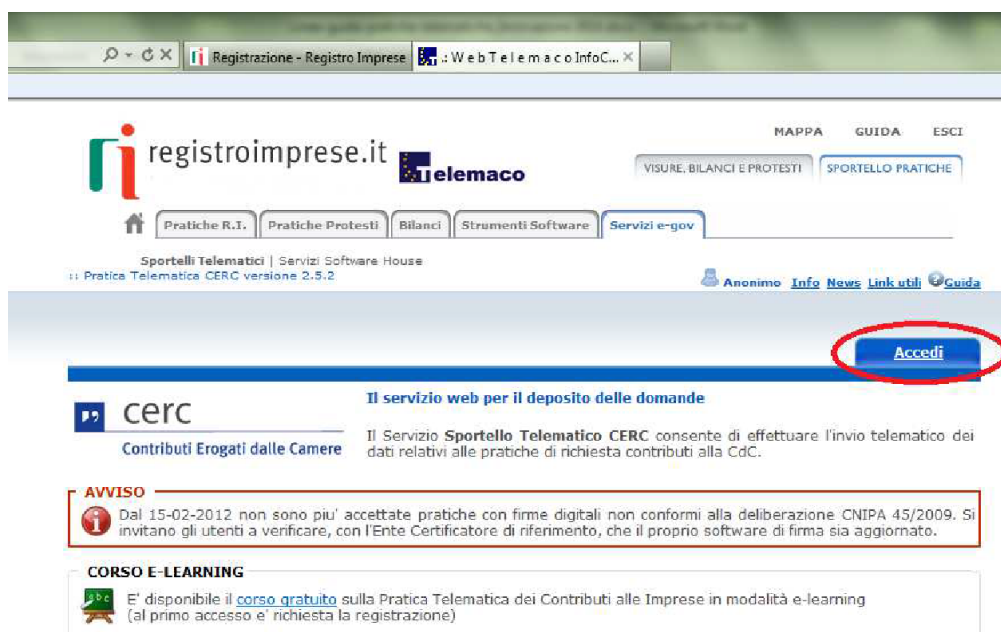 Registrazione - Registro Imprese
.: W e b T e l e m a c o InfoC...
registroimprese.it
Telemaco
MAPPA GUIDA ESCI
VISURE, BILANCI E PROTESTI SPORTELLO PRATICHE
Pratiche R.I. Pratiche Protesti Bilanci Strumenti Software Servizi e-gov
Sportelli Telematici | Servizi Software House
:: Pratica Telematica CERC versione 2.5.2
Anonimo Info News Link utili Guida
Accedi
cerc
Contributi Erogati dalle Camere
Il servizio web per il deposito delle domande
Il Servizio Sportello Telematico CERC consente di effettuare l'invio telematico dei
dati relativi alle pratiche di richiesta contributi alla CdC.
AVVISO
Dal 15-02-2012 non sono piu' accettate pratiche con firme digitali non conformi alla deliberazione CNIPA 45/2009. Si
invitano gli utenti a verificare, con l'Ente Certificatore di riferimento, che il proprio software di firma sia aggiornato.
CORSO E-LEARNING
E' disponibile il corso gratuito sulla Pratica Telematica dei Contributi alle Imprese in modalità e-learning
(al primo accesso e' richiesta la registrazione)